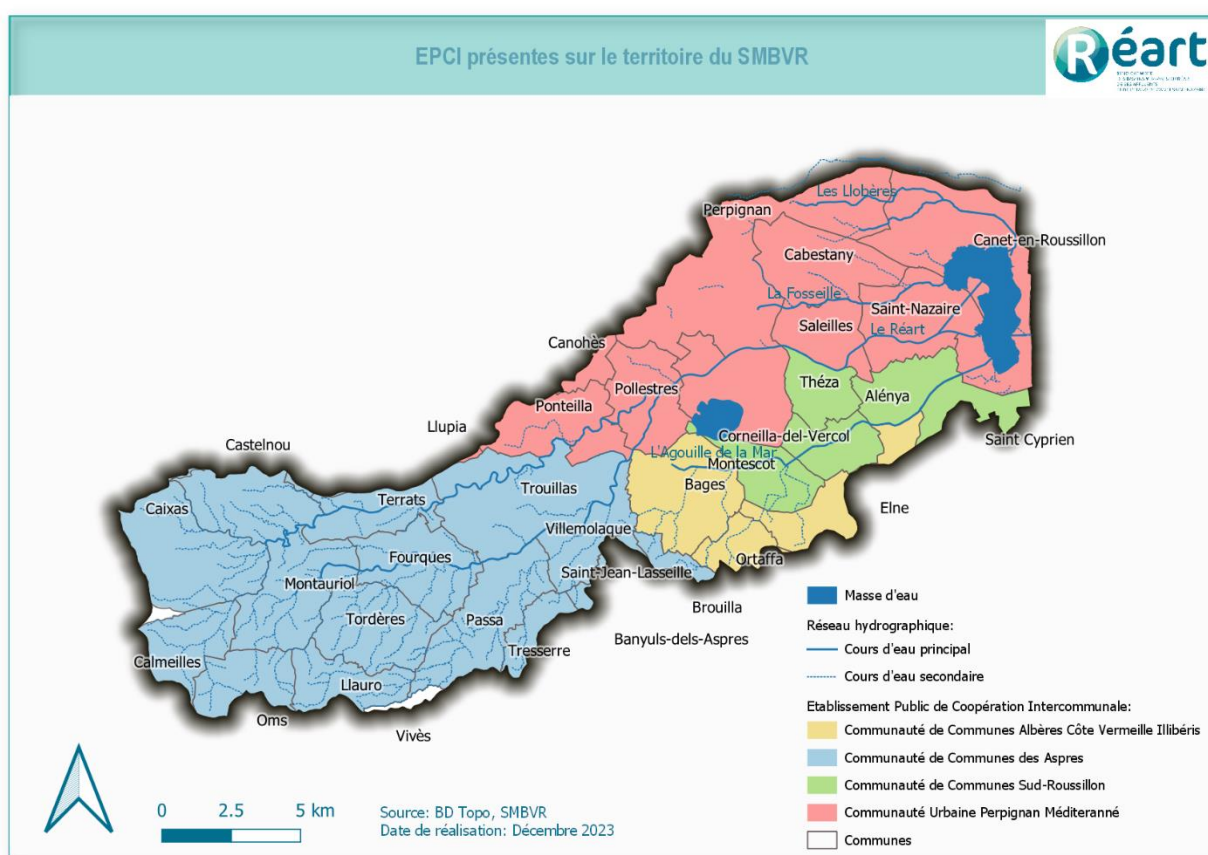 EPCI présentes sur le territoire du SMBVR
Réart
Les Llobères
Perpignan
Canet-en-Roussillon
Cabestany
La Fosseille
Saint-Nazaire
Saleilles
Le Réart
Canohès
Théza
Pollestres
Alénya
Ponteilla
Llupia
Corneilla-del-Vercol
Saint Cyprien
Castelnou
L'Agouille de la Mar
Montescot
Bages
Trouillas
Terrats
Caixas
Elne
Villemolaque
Fourques
Ortaffa
Saint-Jean-Lasseille
Montauriol
Brouilla
Tordères
Passa
Banyuls-dels-Aspres
Tresserre
Calmeilles
Llauro
Oms
Vivès
Masse d'eau
Réseau hydrographique:
Cours d'eau principal
Cours d'eau secondaire
Etablissement Public de Coopération Intercommunale:
Communauté de Communes Albères Côte Vermeille Illibéris
Communauté de Communes des Aspres
Communauté de Communes Sud-Roussillon
Communauté Urbaine Perpignan Méditeranné
Communes
0 2.5 5 km
Source: BD Topo, SMBVR
Date de réalisation: Décembre 2023